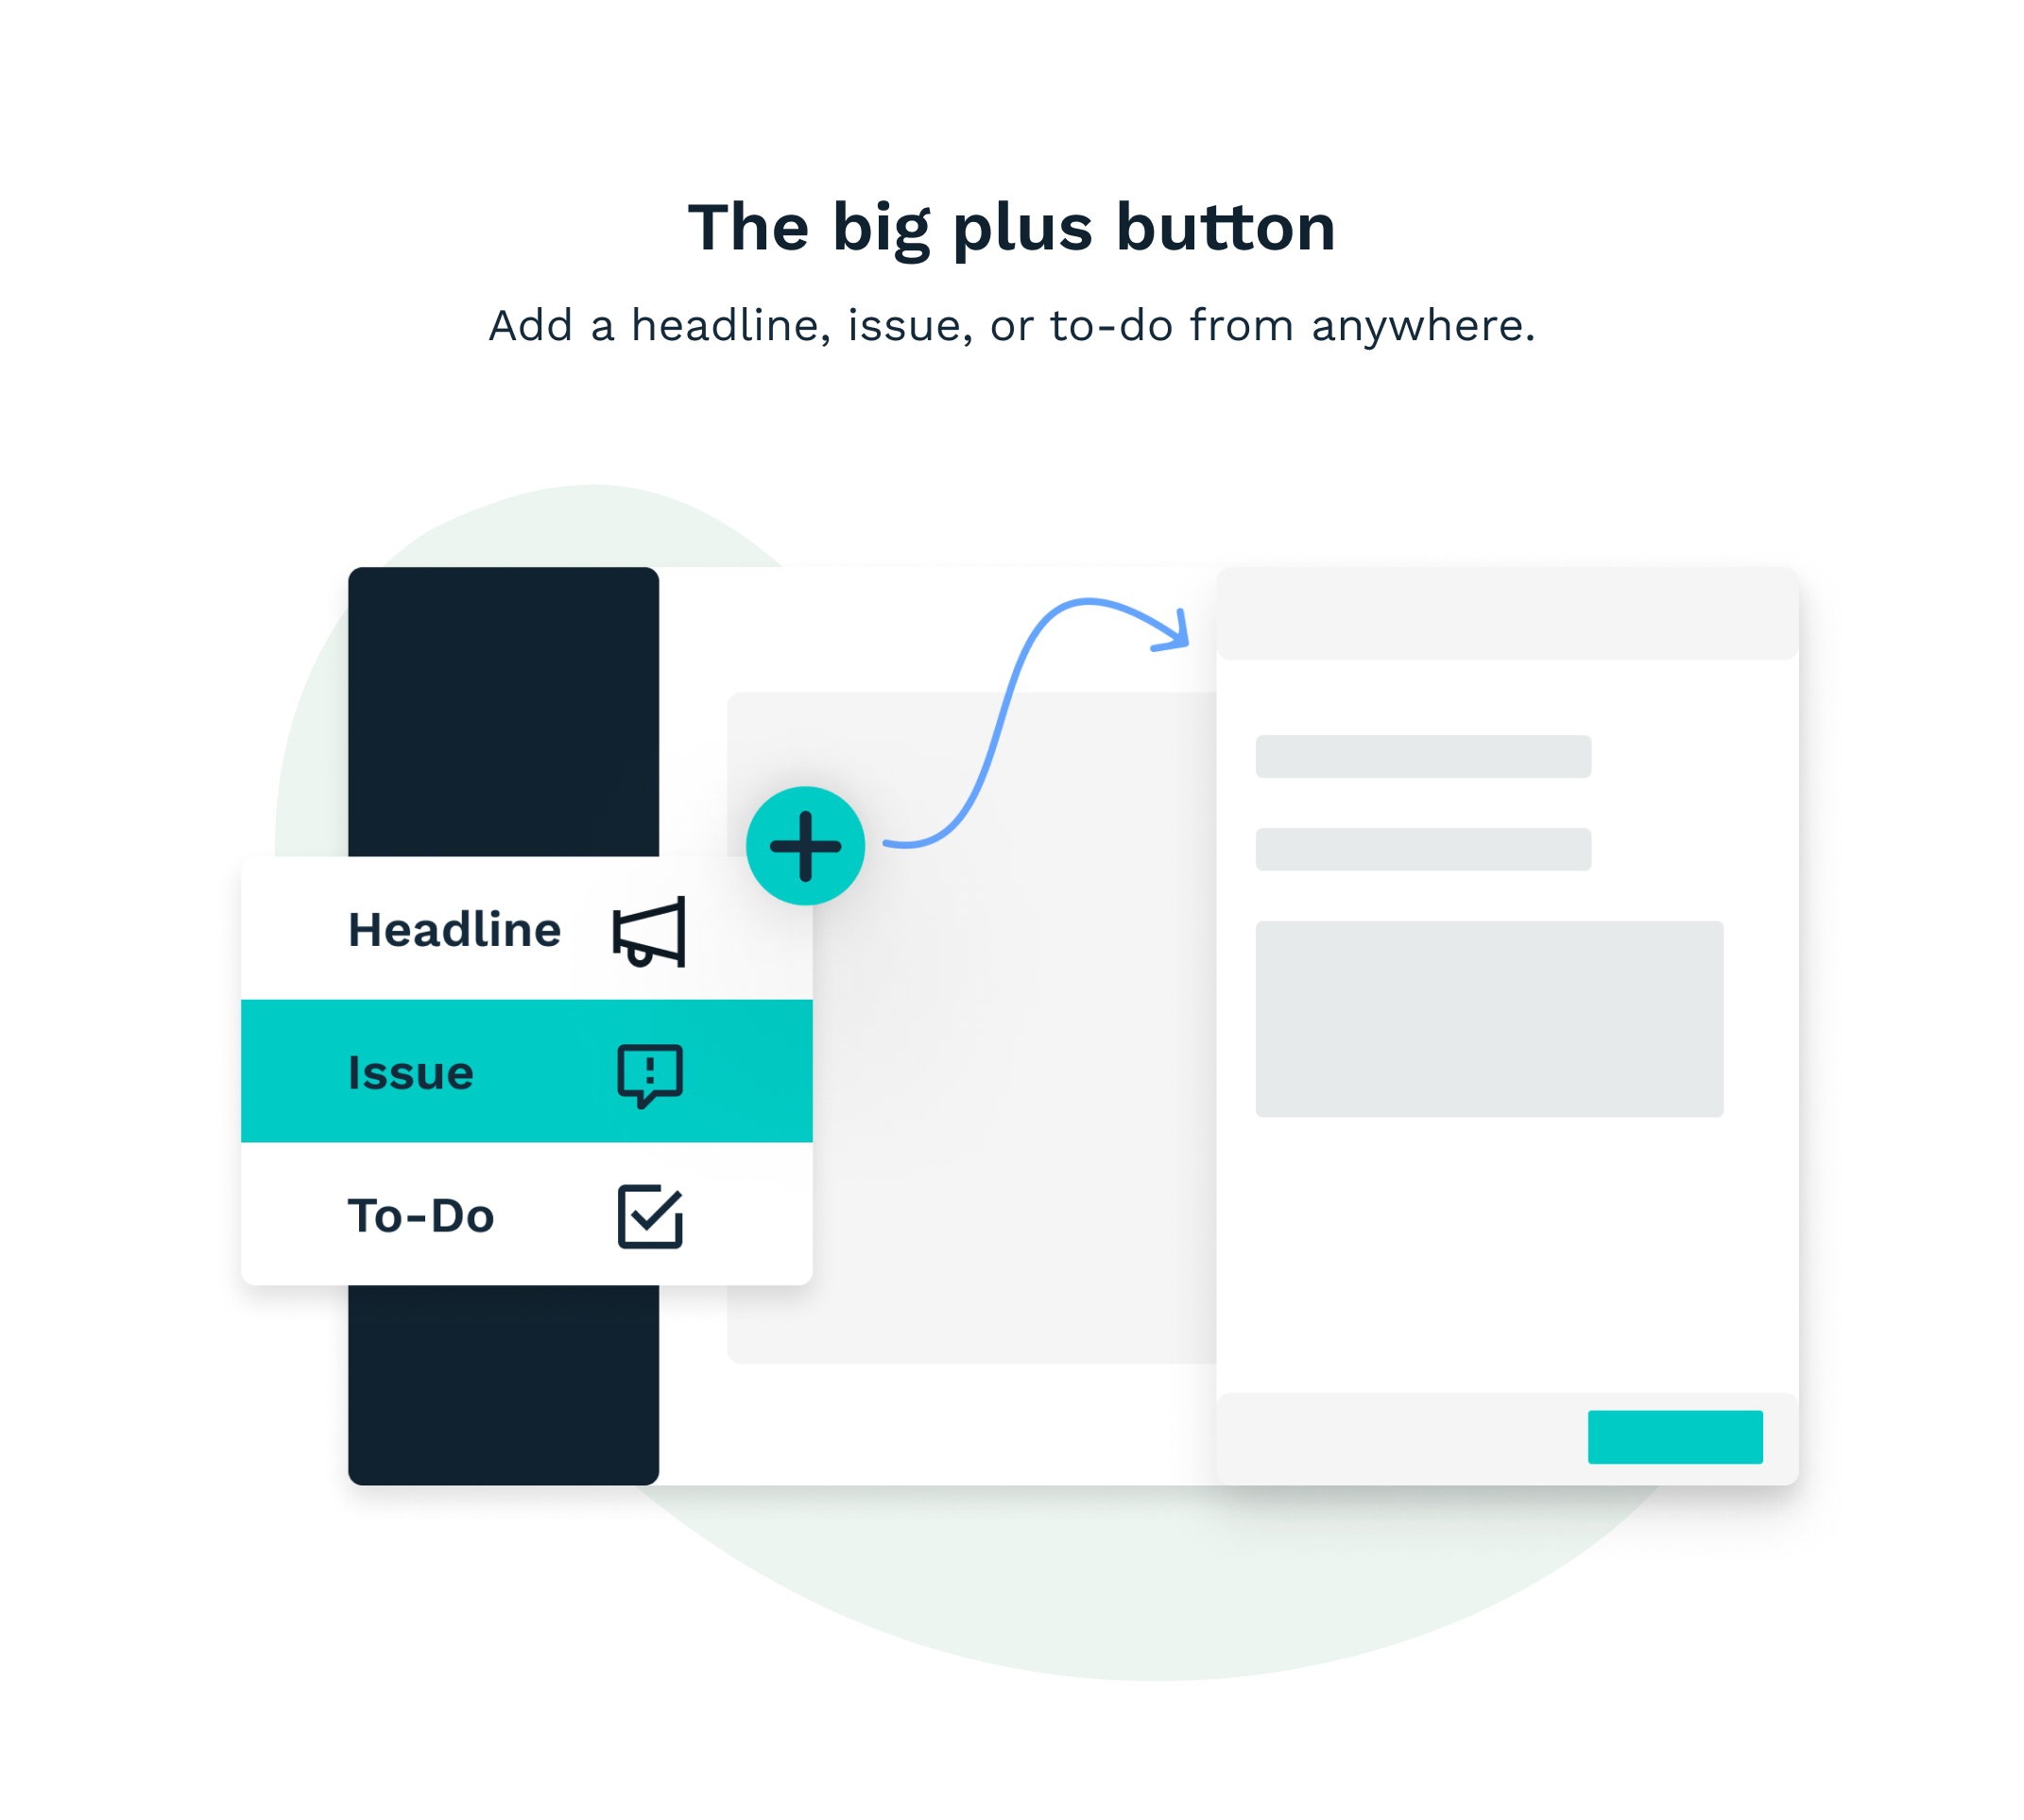 The big plus button
Add a headline, issue, or to-do from anywhere.
Headline
Issue
To-Do